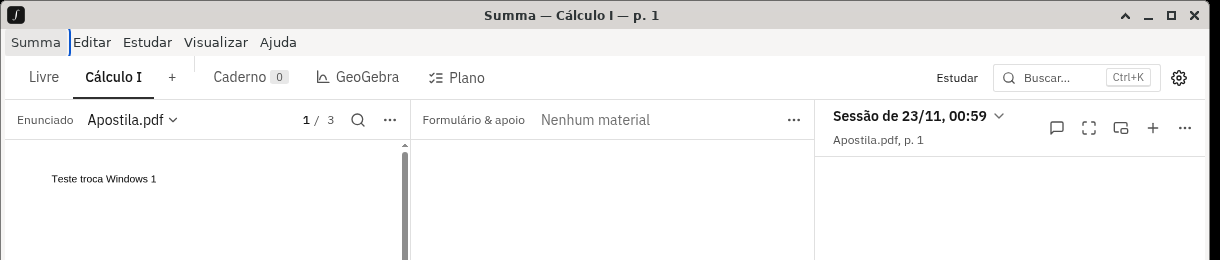 Summa — Cálculo I — p. 1
Summa Editar Estudar Visualizar Ajuda
Livre Cálculo I + Caderno 0 GeoGebra Plano Estudar Buscar... Ctrl+K
Enunciado Apostila.pdf 1 / 3
Formulário & apoio Nenhum material
Sessão de 23/11, 00:59
Apostila.pdf, p. 1
Teste troca Windows 1